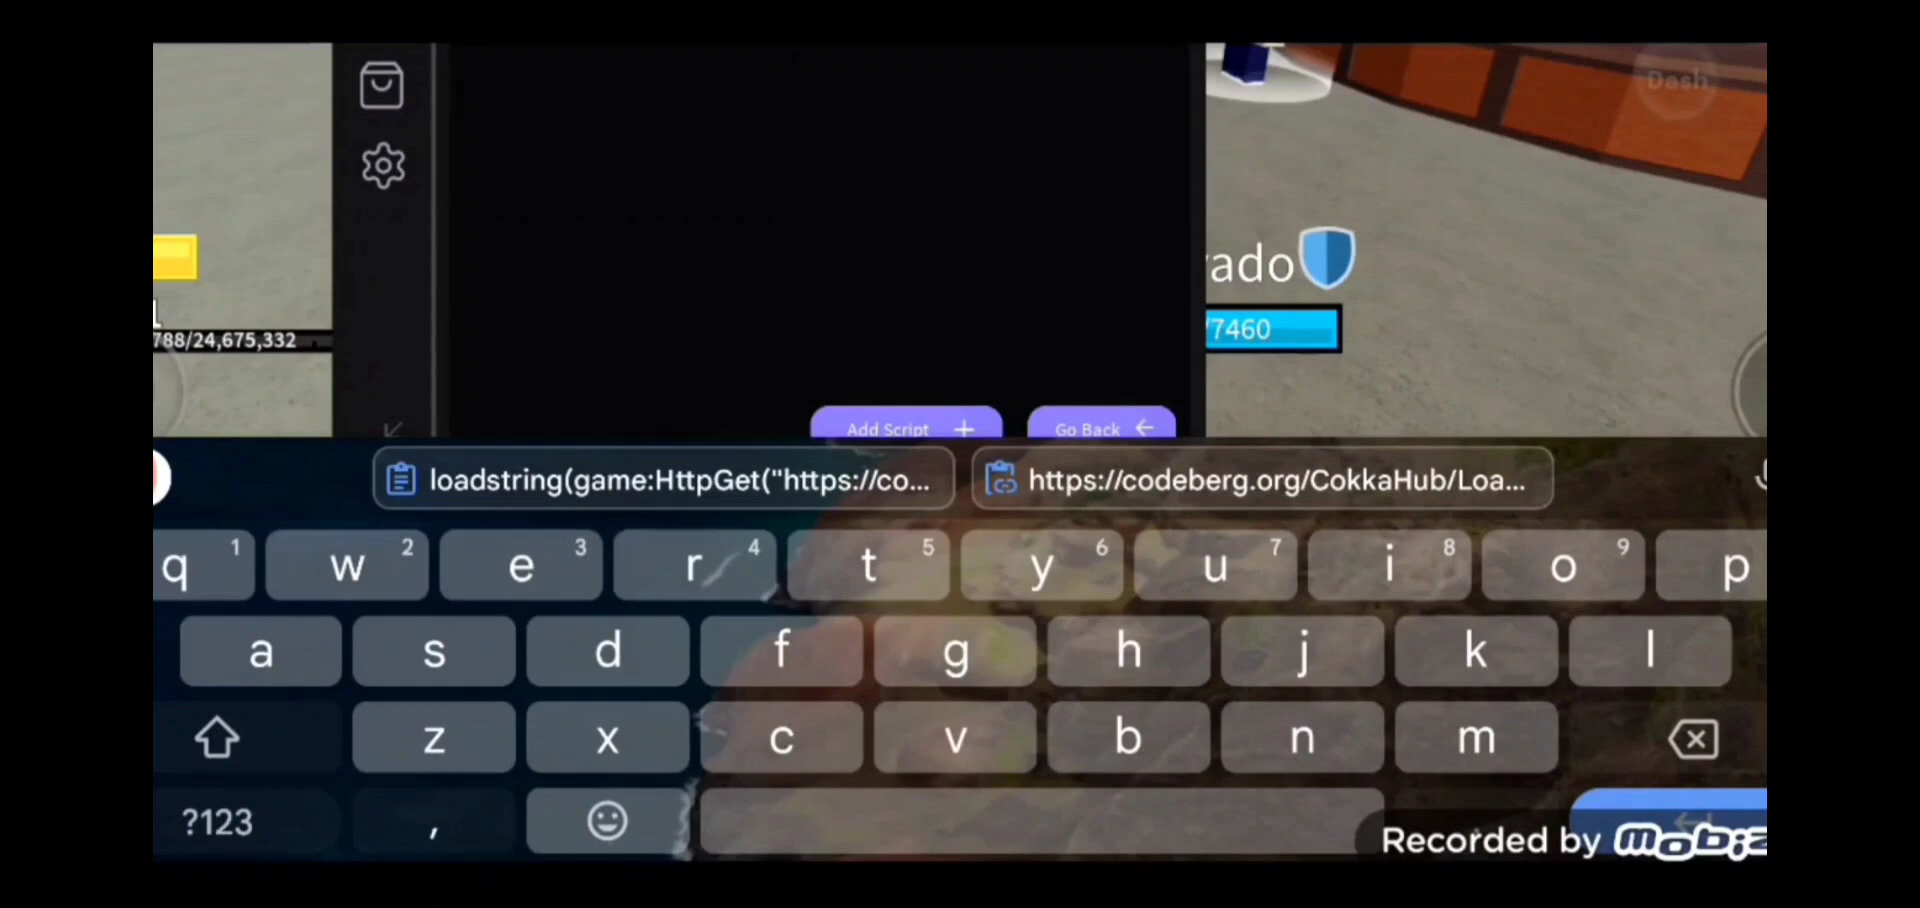 Dash
ado
788/24,675,332
/7460
Add Script +
Go Back
loadstring(game:HttpGet("https://co...
https://codeberg.org/CokkaHub/Loa...
q 1 w 2 e 3 r 4 t 5 y 6 u 7 i 8 o 9 p
a s d f g h j k l
z x c v b n m
?123 ,
Recorded by mobiz